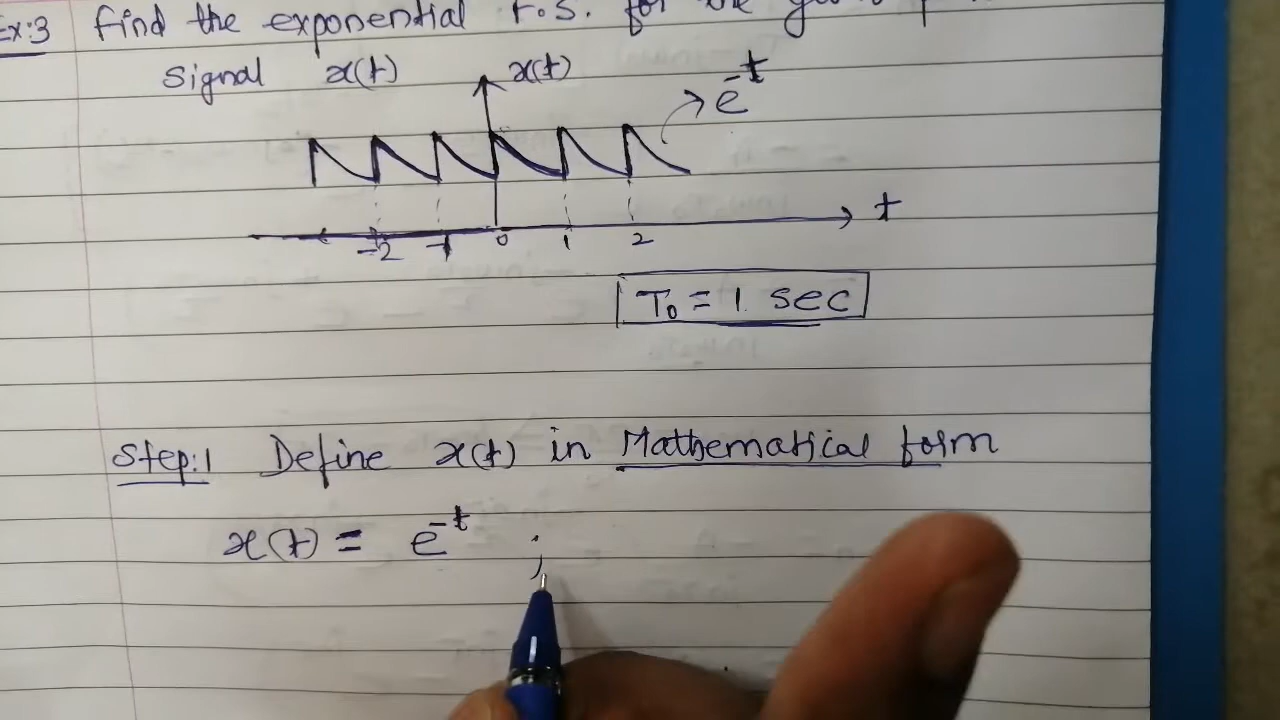 Ex:3 find the exponential F.S. for the
Signal x(t)
x(t)
e^-t
t
-2 -1 0 1 2
T₀ = 1 sec
Step:1 Define x(t) in Mathematical form
x(t) = e^-t ;